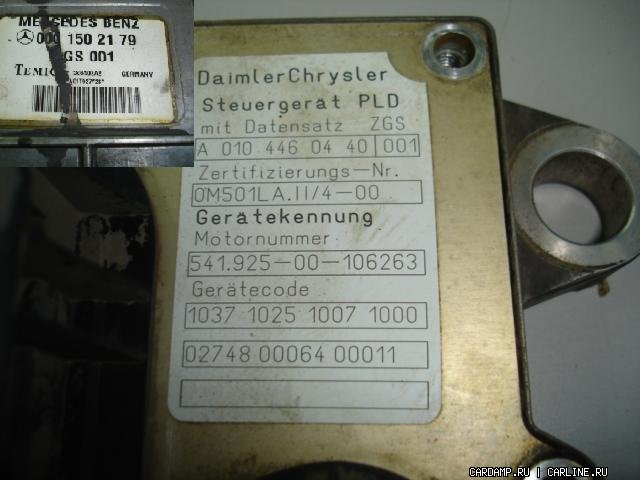 MERCEDES BENZ
000 150 21 79
ZGS 001
TEMIC
GERMANY
DaimlerChrysler
Steuergerät PLD
mit Datensatz ZGS
A 010 446 04 40 001
Zertifizierungs-Nr.
OM501LA.II/4-00
Gerätekennung
Motornummer
541.925-00-106263
Gerätecode
1037 1025 1007 1000
02748 00064 00011
CARDAMP.RU | CARLINE.RU